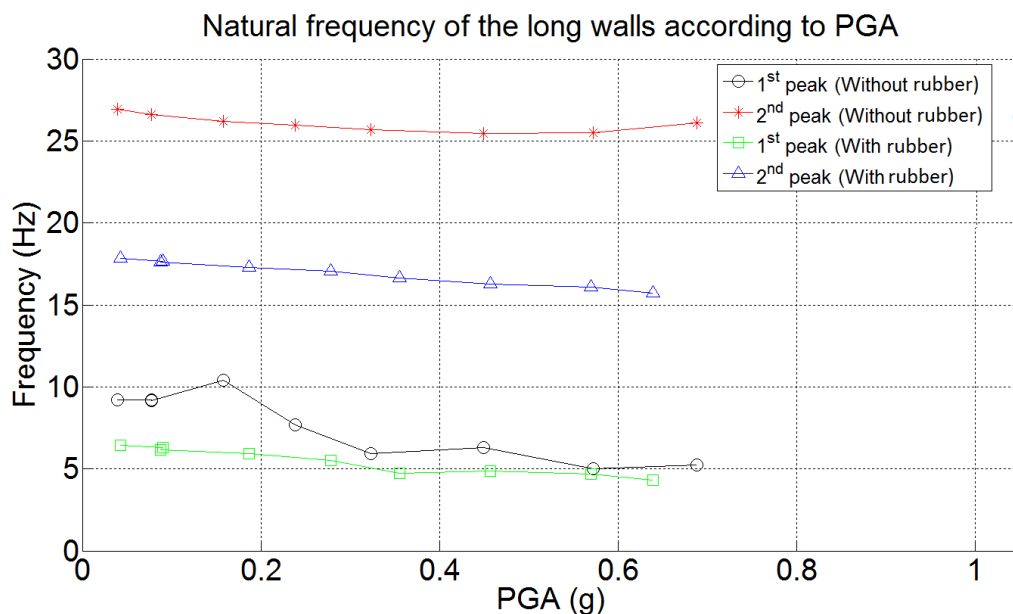 Natural frequency of the long walls according to PGA
30
25
20
15
10
5
0
Frequency (Hz)
1st peak (Without rubber)
2nd peak (Without rubber)
1st peak (With rubber)
2nd peak (With rubber)
0
0.2
0.4
0.6
0.8
1
PGA (g)